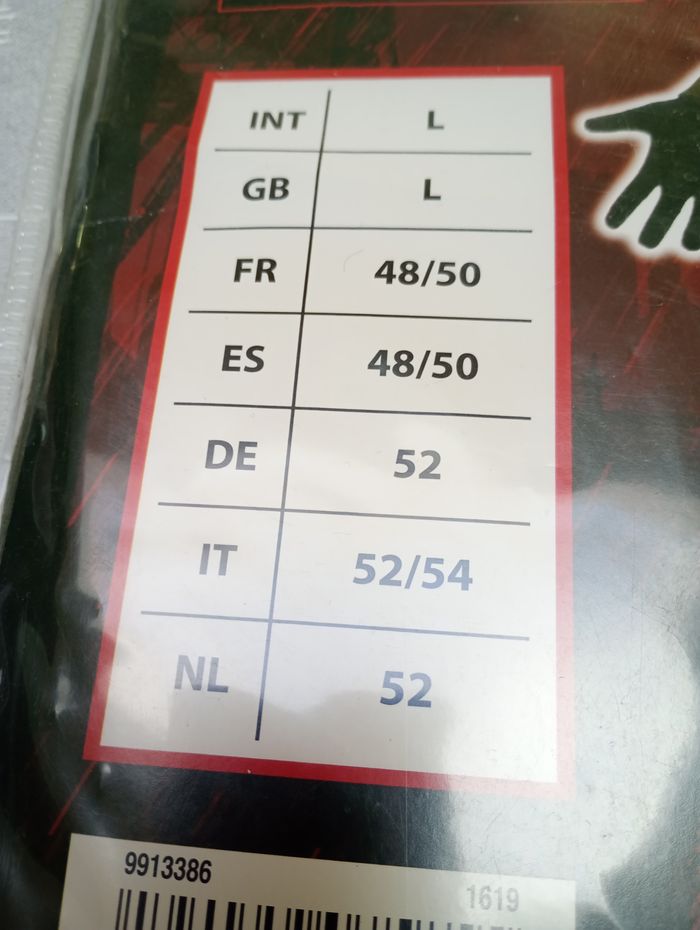 INT L
GB L
FR 48/50
ES 48/50
DE 52
IT 52/54
NL 52
9913386
1619